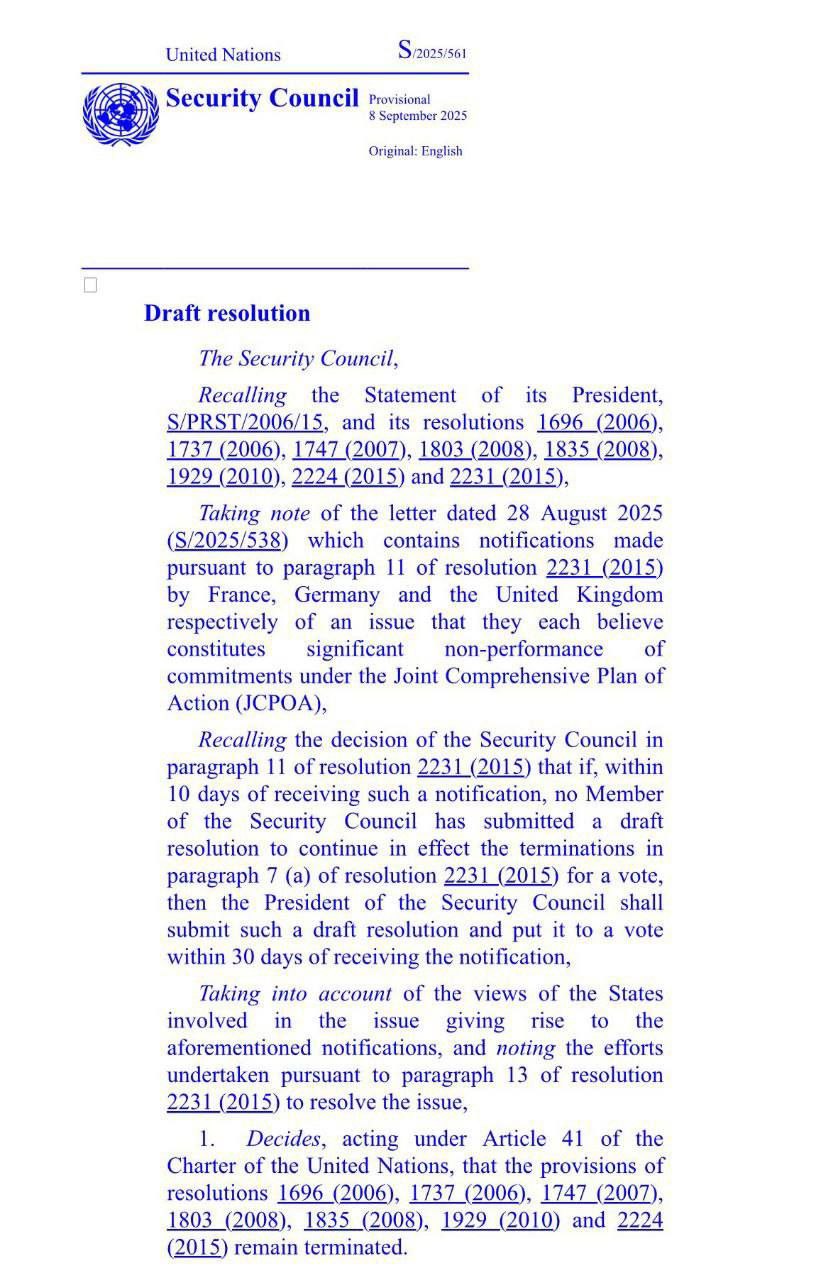 United Nations S/2025/561
Security Council Provisional
8 September 2025
Original: English
Draft resolution
The Security Council,
Recalling the Statement of its President,
S/PRST/2006/15, and its resolutions 1696 (2006),
1737 (2006), 1747 (2007), 1803 (2008), 1835 (2008),
1929 (2010), 2224 (2015) and 2231 (2015),
Taking note of the letter dated 28 August 2025
(S/2025/538) which contains notifications made
pursuant to paragraph 11 of resolution 2231 (2015)
by France, Germany and the United Kingdom
respectively of an issue that they each believe
constitutes significant non-performance of
commitments under the Joint Comprehensive Plan of
Action (JCPOA),
Recalling the decision of the Security Council in
paragraph 11 of resolution 2231 (2015) that if, within
10 days of receiving such a notification, no Member
of the Security Council has submitted a draft
resolution to continue in effect the terminations in
paragraph 7 (a) of resolution 2231 (2015) for a vote,
then the President of the Security Council shall
submit such a draft resolution and put it to a vote
within 30 days of receiving the notification,
Taking into account of the views of the States
involved in the issue giving rise to the
aforementioned notifications, and noting the efforts
undertaken pursuant to paragraph 13 of resolution
2231 (2015) to resolve the issue,
1. Decides, acting under Article 41 of the
Charter of the United Nations, that the provisions of
resolutions 1696 (2006), 1737 (2006), 1747 (2007),
1803 (2008), 1835 (2008), 1929 (2010) and 2224
(2015) remain terminated.